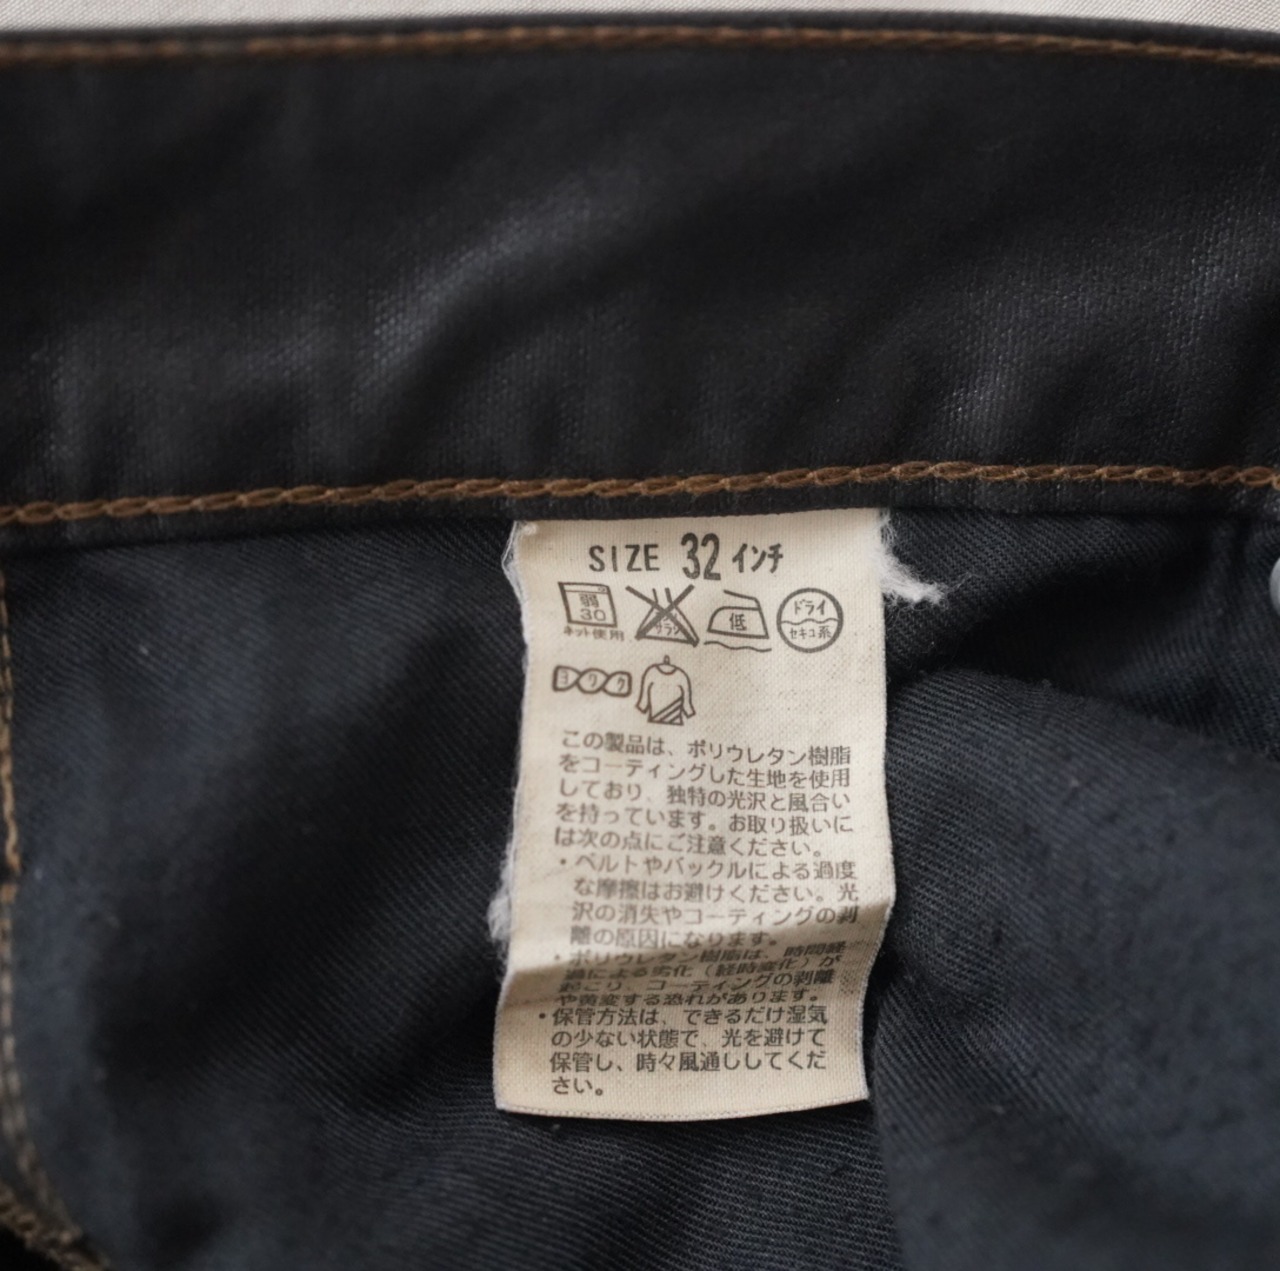 SIZE 32 インチ
弱 ドライ
30 低 セキユ系
ネット使用
ヨワク
この製品は、ポリウレタン樹脂
をコーティングした生地を使用
しており、独特の光沢と風合い
を持っています。お取り扱いに
は次の点にご注意ください。
・ベルトやバックルによる過度
な摩擦はお避けください。光
沢の消失やコーティングの剥
離の原因になります。
・ポリウレタン樹脂は、時間経
過による劣化（経時変化）が
起こり、コーティングの剥離
や黄変する恐れがあります。
・保管方法は、できるだけ湿気
の少ない状態で、光を避けて
保管し、時々風通ししてくだ
さい。